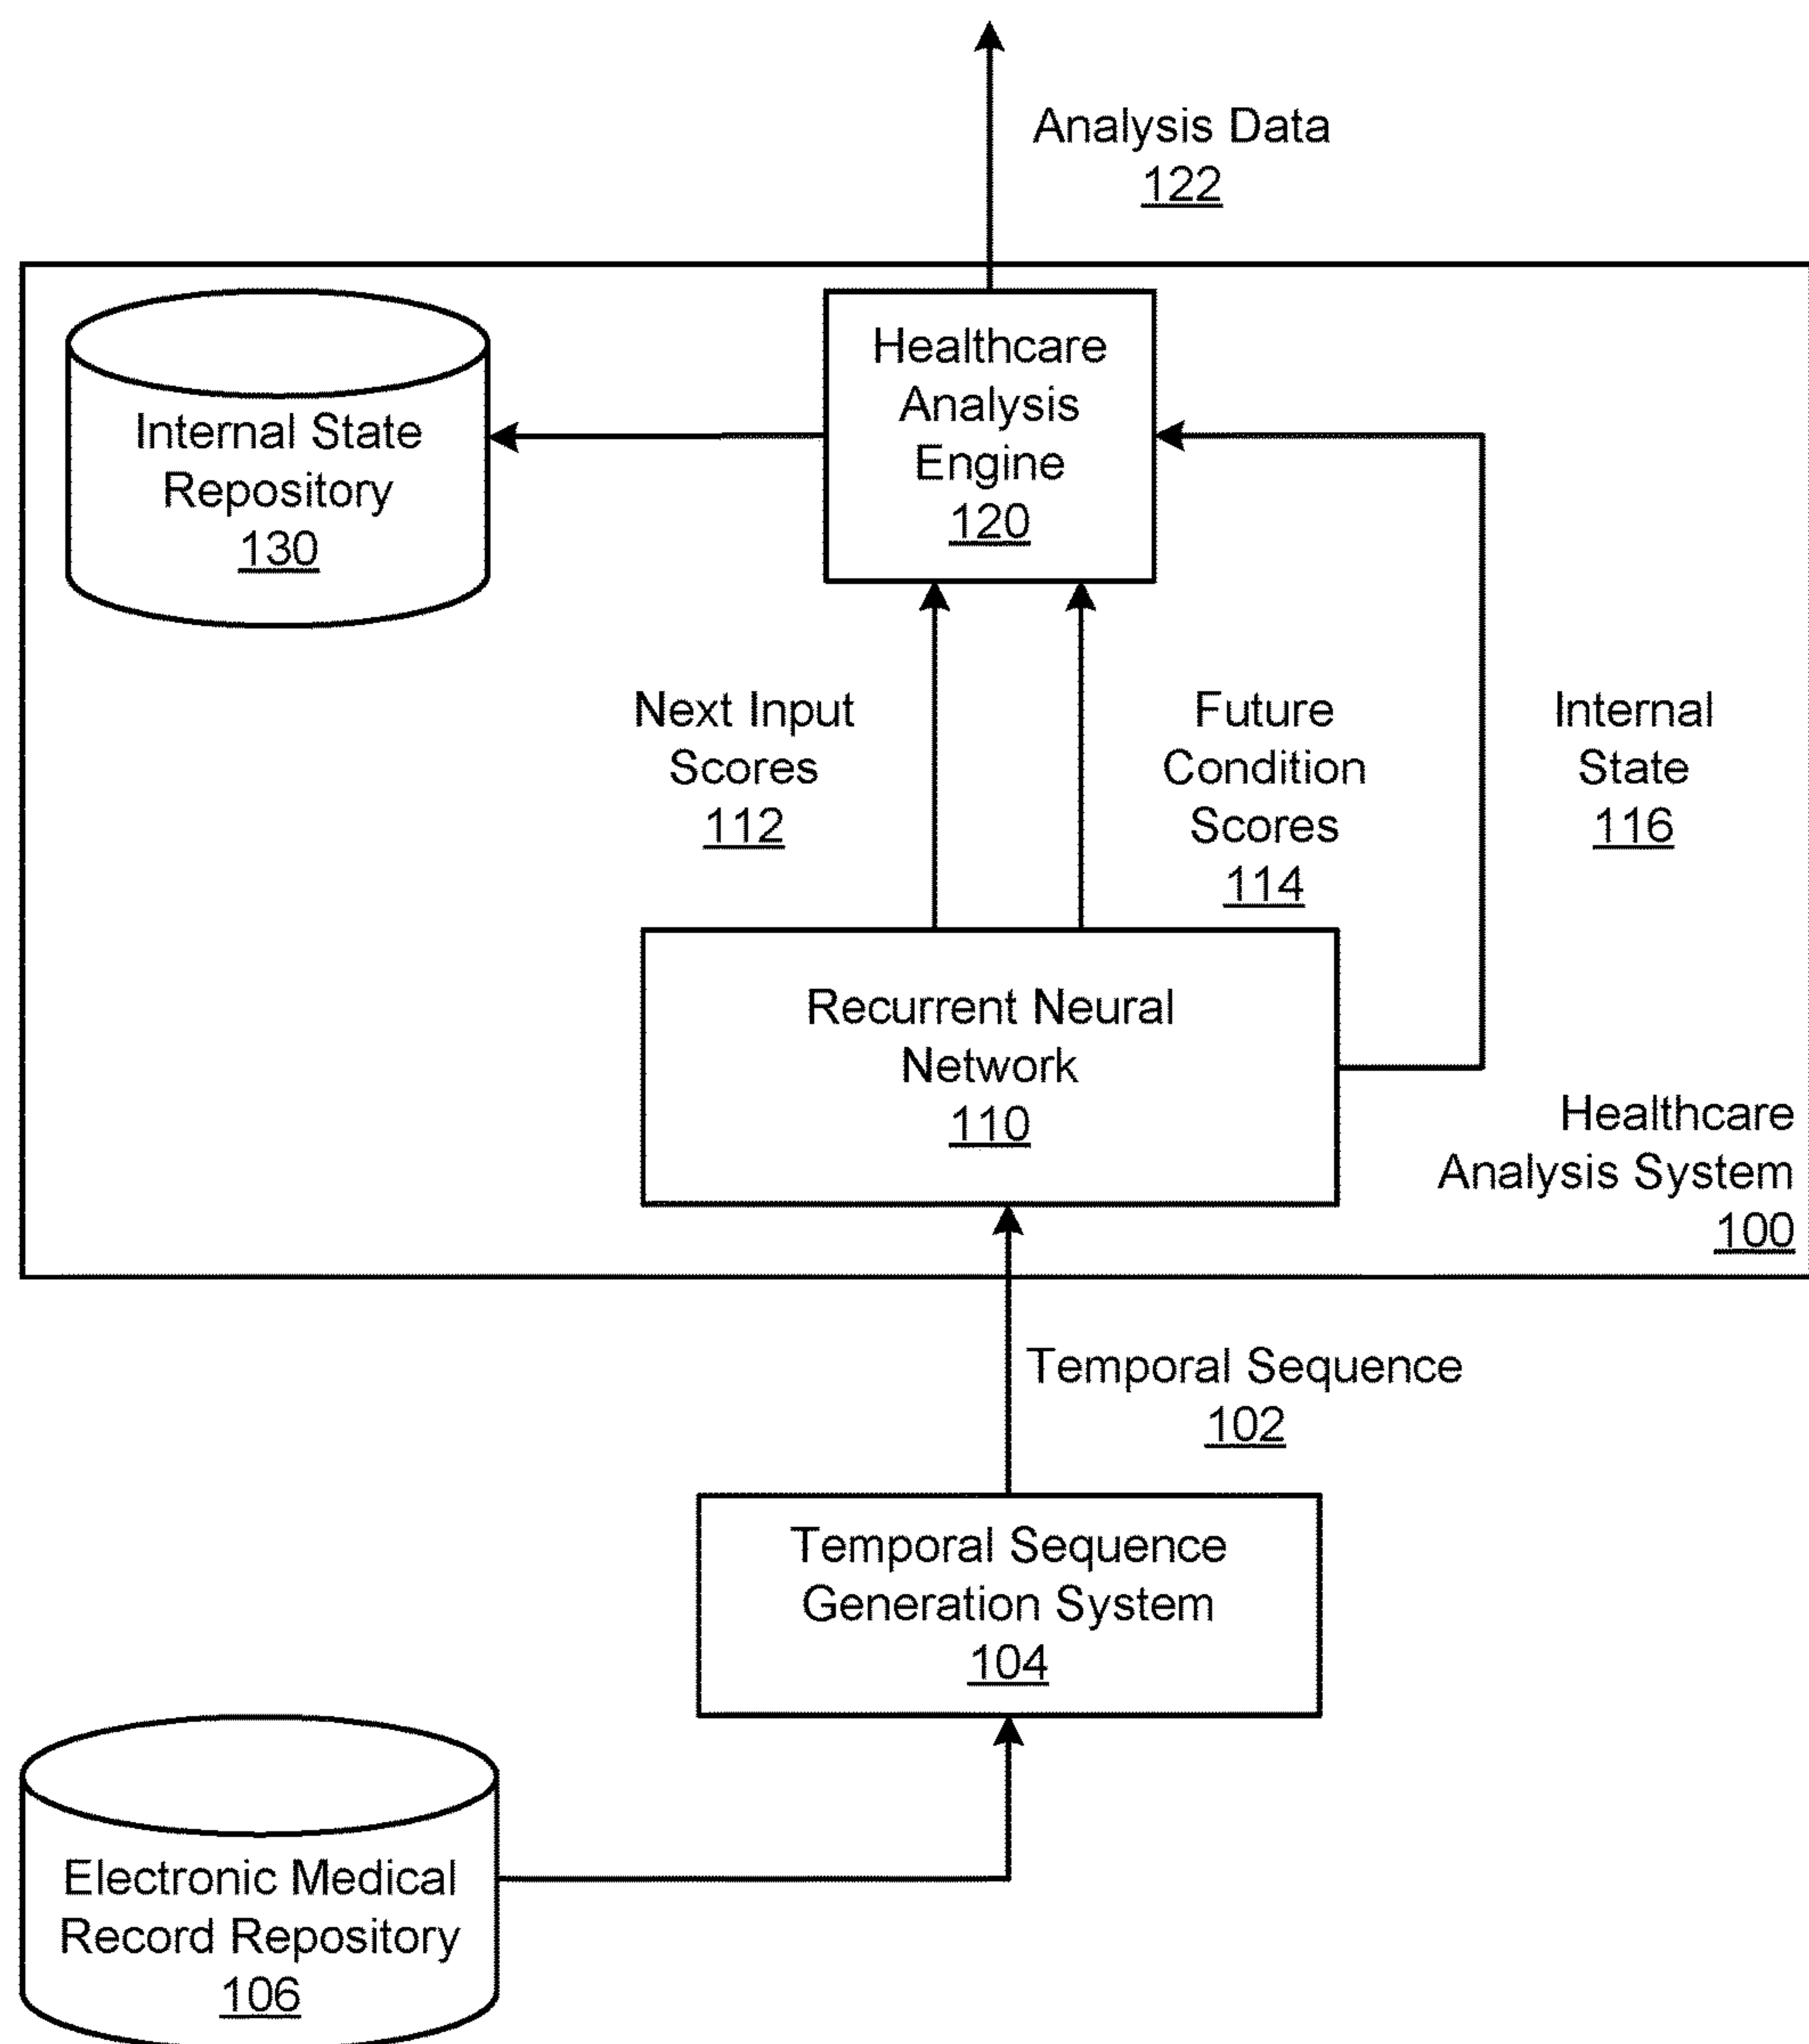 Analysis Data
122
Healthcare
Analysis
Engine
120
Internal State
Repository
130
Next Input
Scores
112
Future
Condition
Scores
114
Internal
State
116
Recurrent Neural
Network
110
Healthcare
Analysis System
100
Temporal Sequence
102
Temporal Sequence
Generation System
104
Electronic Medical
Record Repository
106